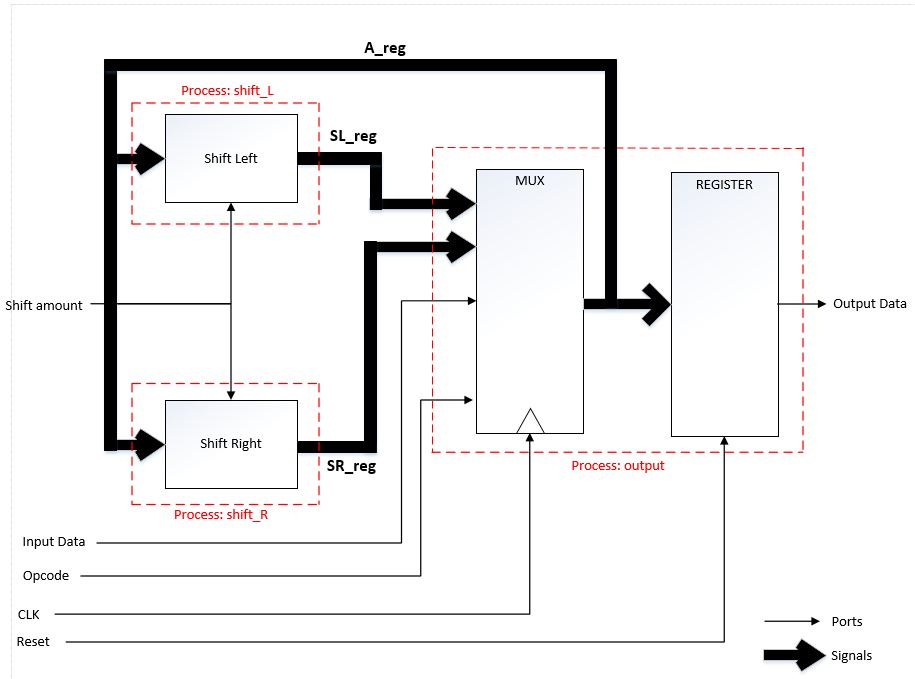 A_reg
Process: shift_L
Shift Left
SL_reg
MUX
REGISTER
Shift amount
Output Data
Shift Right
SR_reg
Process: output
Process: shift_R
Input Data
Opcode
CLK
Reset
Ports
Signals